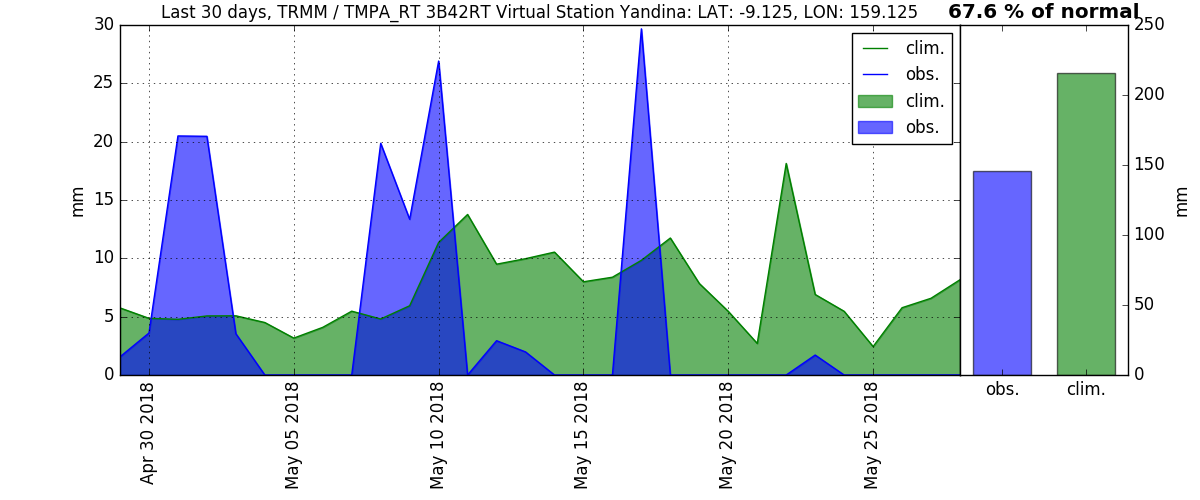 Last 30 days, TRMM / TMPA_RT 3B42RT Virtual Station Yandina: LAT: -9.125, LON: 159.125
67.6 % of normal
30
25
20
15
10
5
0
mm
clim.
obs.
clim.
obs.
250
200
150
100
50
0
mm
Apr 30 2018
May 05 2018
May 10 2018
May 15 2018
May 20 2018
May 25 2018
obs.
clim.